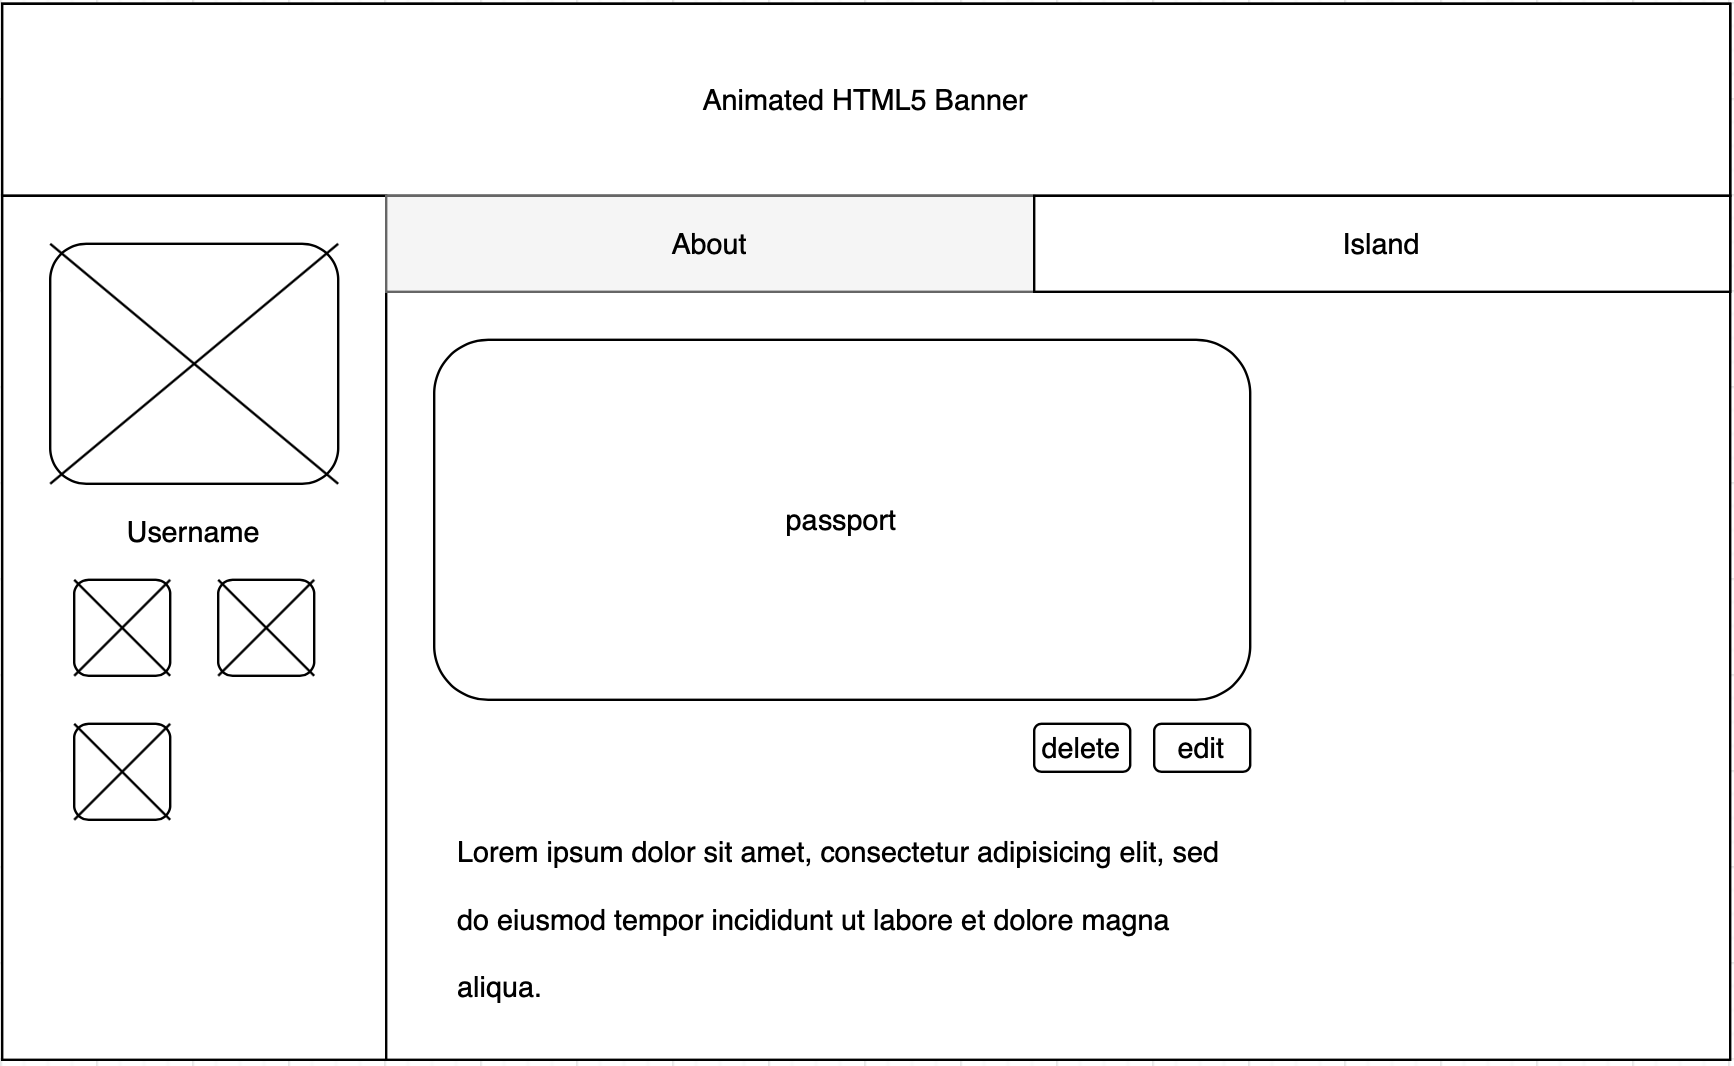 Animated HTML5 Banner
About
Island
Username
passport
delete
edit
Lorem ipsum dolor sit amet, consectetur adipisicing elit, sed
do eiusmod tempor incididunt ut labore et dolore magna
aliqua.